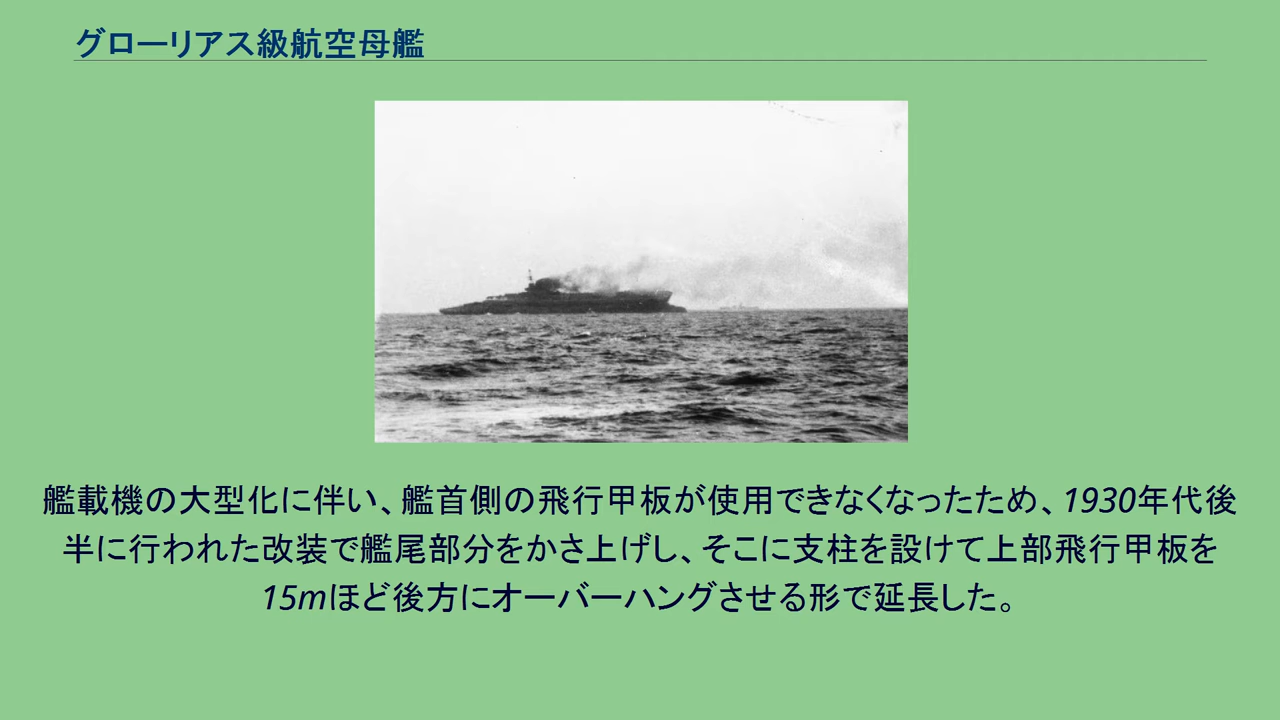 グローリアス級航空母艦
艦載機の大型化に伴い、艦首側の飛行甲板が使用できなくなったため、1930年代後
半に行われた改装で艦尾部分をかさ上げし、そこに支柱を設けて上部飛行甲板を
15mほど後方にオーバーハングさせる形で延長した。